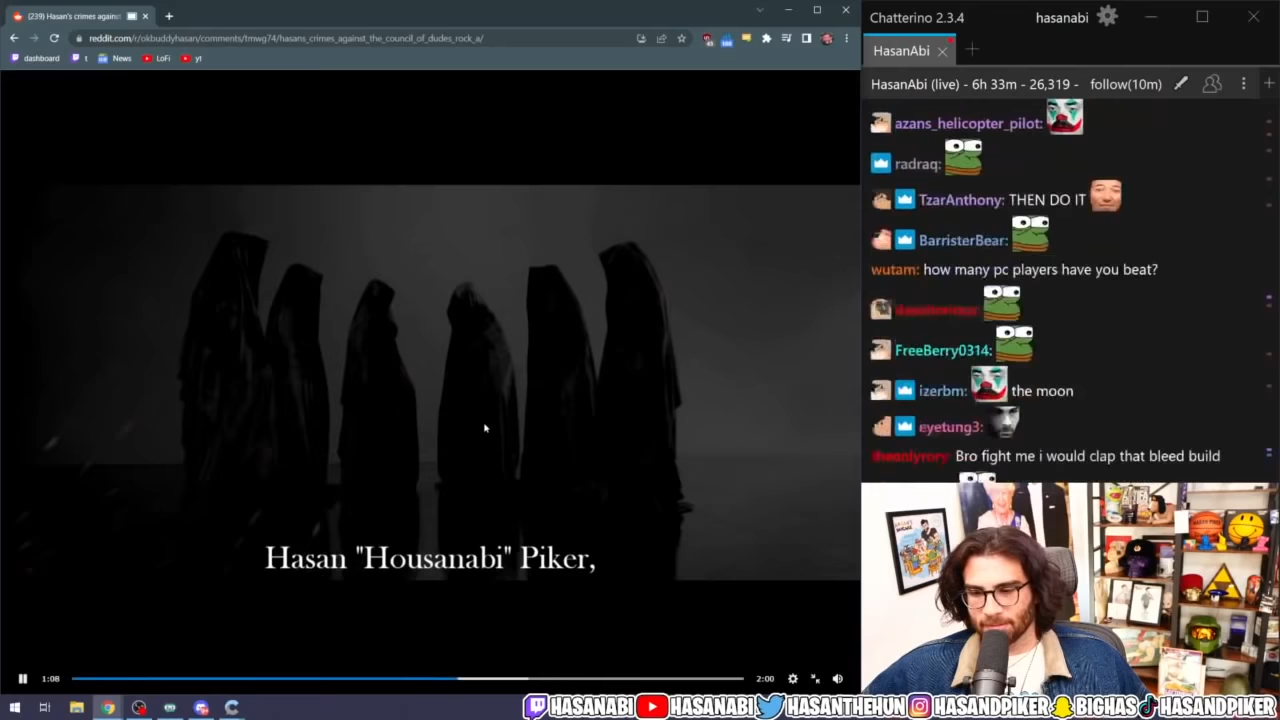 (239) Hasan's crimes against
reddit.com/r/okbuddyhasan/comments/tmwg74/hasans_crimes_against_the_council_of_dudes_rock_a/
dashboard
t
News
LoFi
yt
Hasan "Housanabi" Piker,
1:08
2:00
Chatterino 2.3.4
hasanabi
HasanAbi
HasanAbi (live) - 6h 33m - 26,319 - follow(10m)
azans_helicopter_pilot:
radraq:
TzarAnthony: THEN DO IT
BarristerBear:
wutam: how many pc players have you beat?
FreeBerry0314:
izerbm: the moon
eyetung3:
Bro fight me i would clap that bleed build
HASANABI HASANABI HASANTHEHUN HASANDPIKER BIGHAS HASANDPIKER